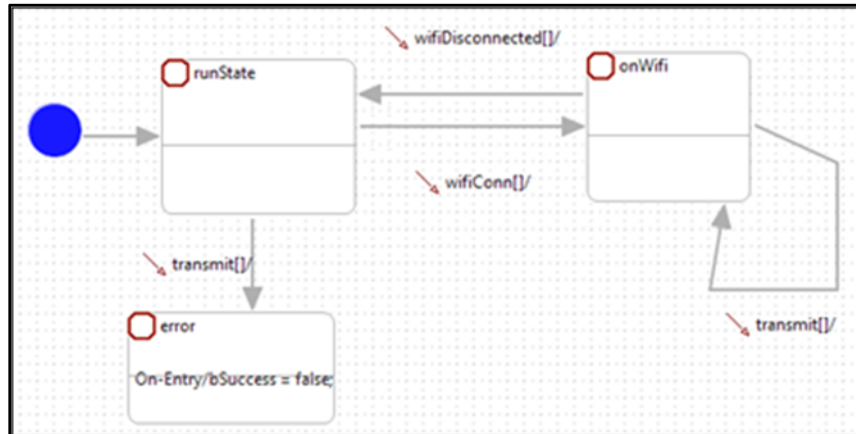 wifiDisconnected[]/
runState
onWifi
wifiConn[]/
transmit[]/
transmit[]/
error
On-Entry/bSuccess = false;